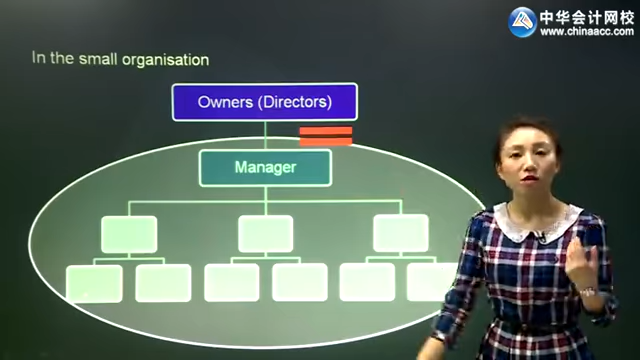 中华会计网校
www.chinaacc.com
In the small organisation
Owners (Directors)
Manager